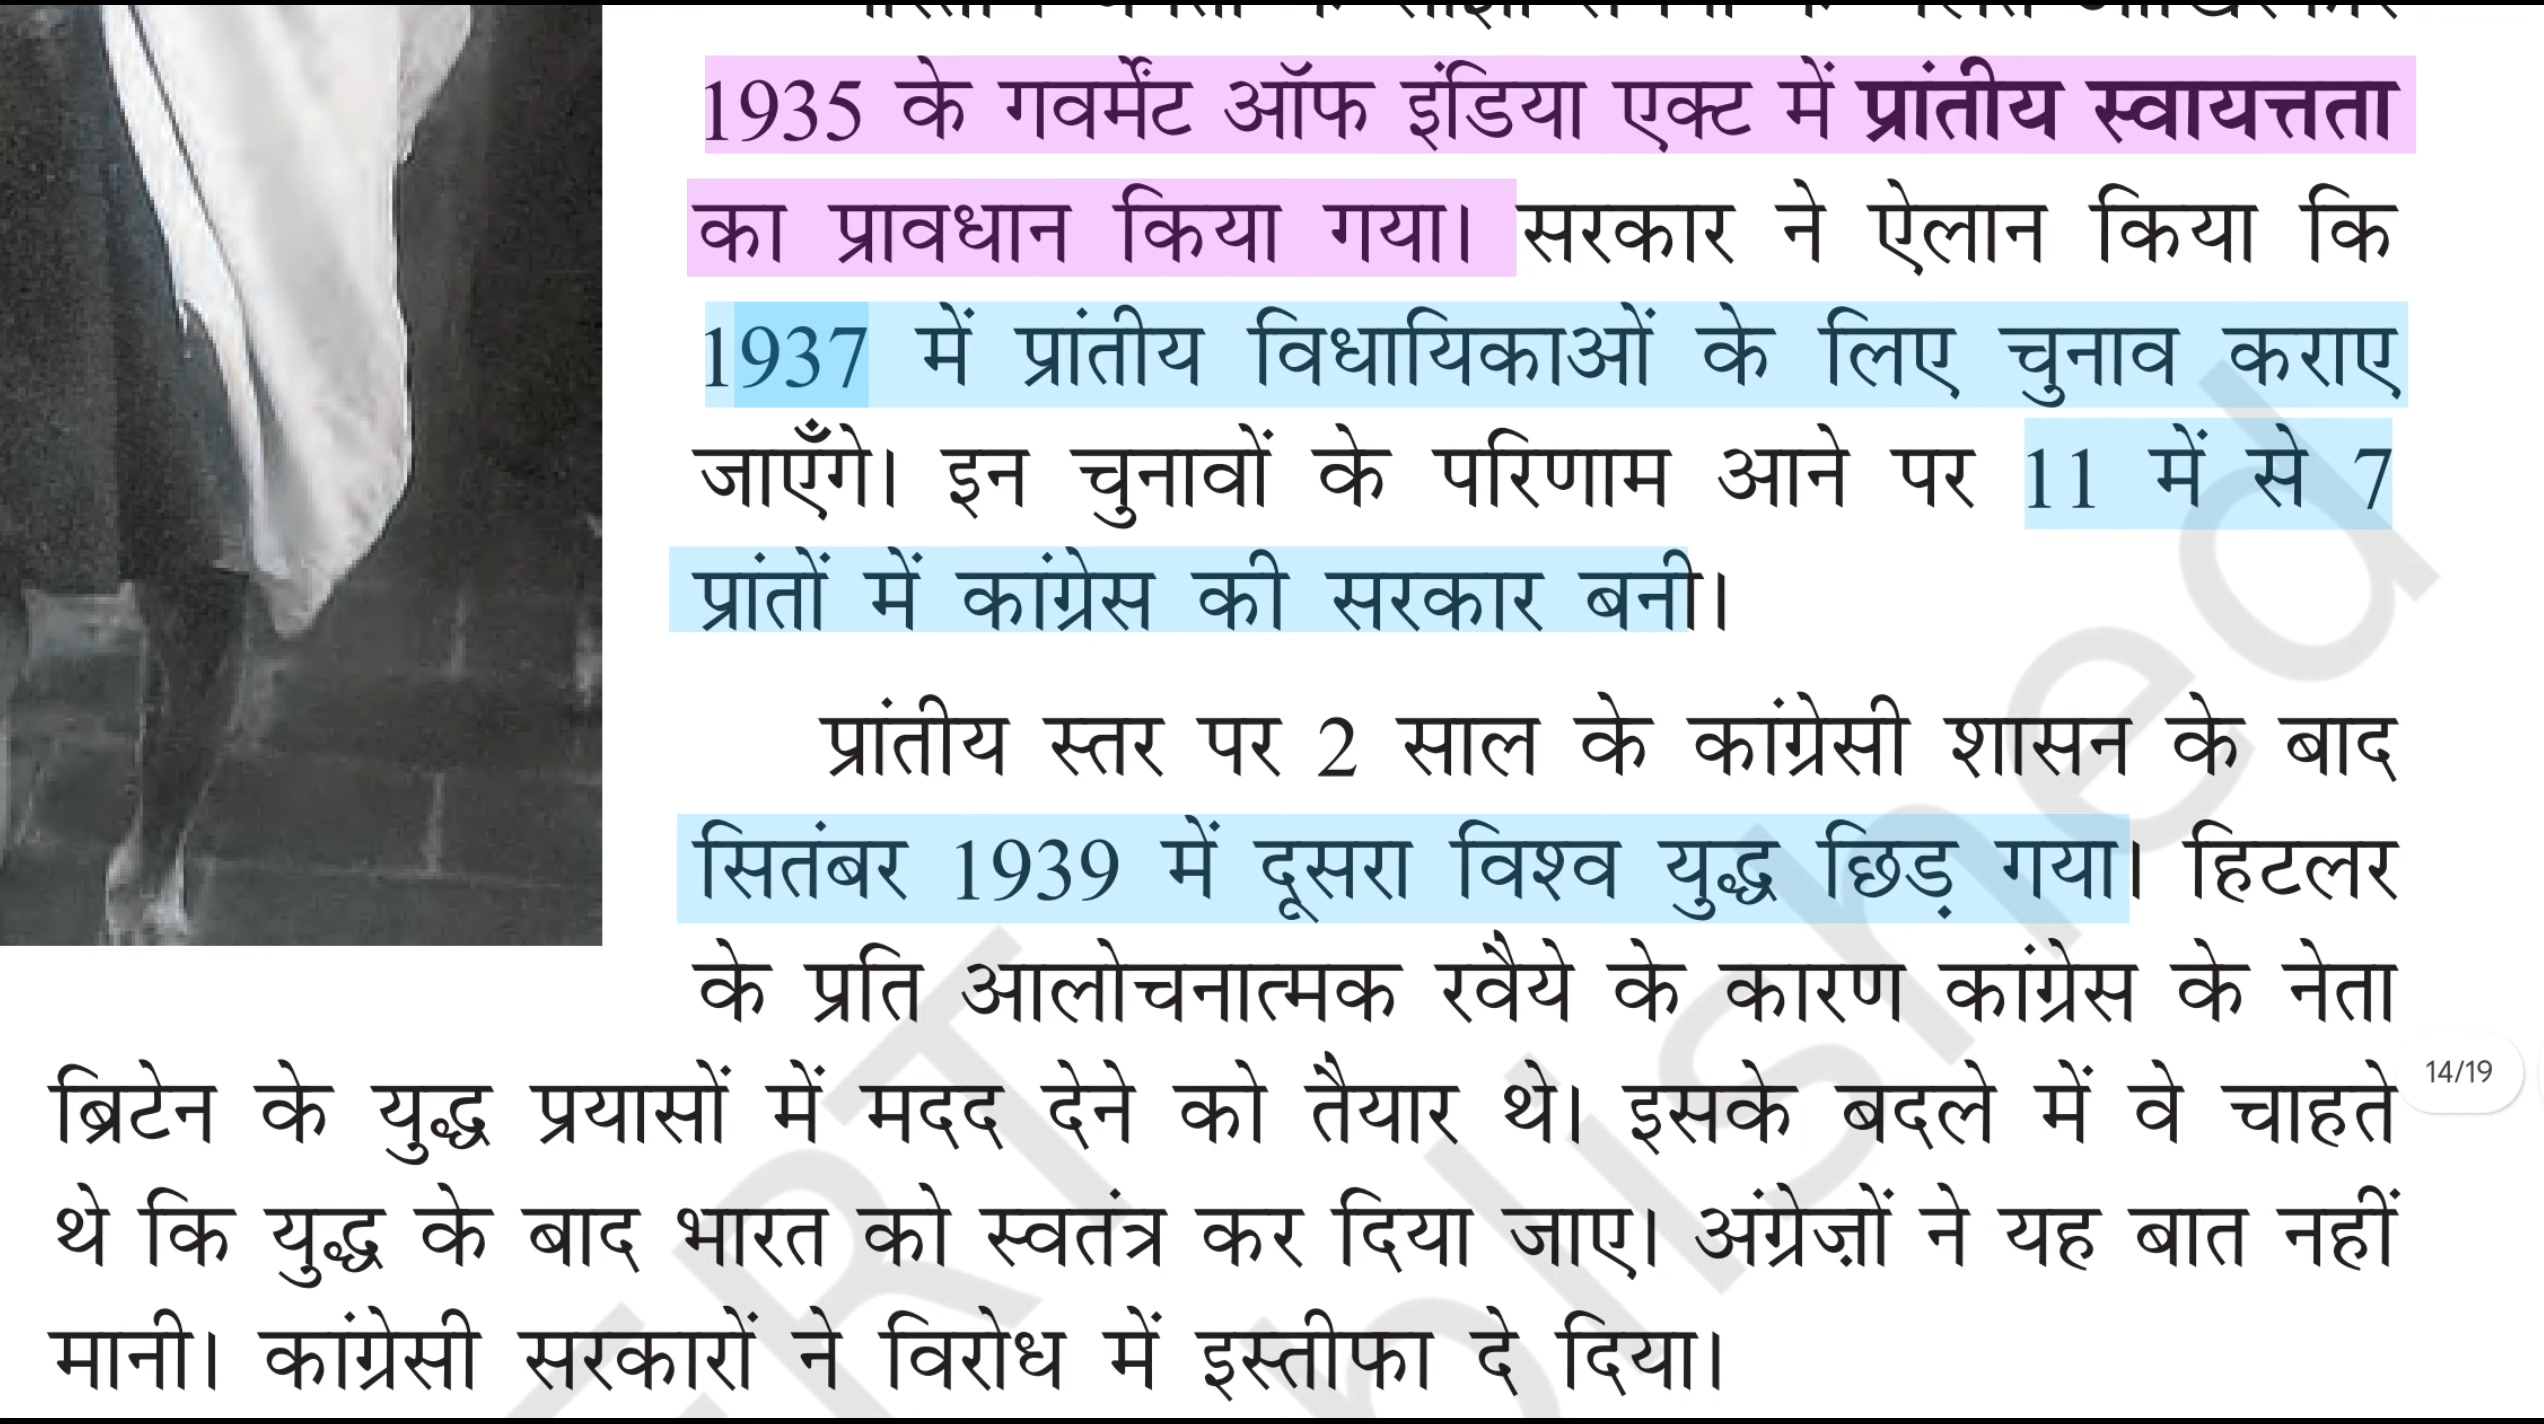 1935 के गवर्मेंट ऑफ इंडिया एक्ट में प्रांतीय स्वायत्तता
का प्रावधान किया गया। सरकार ने ऐलान किया कि
1937 में प्रांतीय विधायिकाओं के लिए चुनाव कराए
जाएँगे। इन चुनावों के परिणाम आने पर 11 में से 7
प्रांतों में कांग्रेस की सरकार बनी।
प्रांतीय स्तर पर 2 साल के कांग्रेसी शासन के बाद
सितंबर 1939 में दूसरा विश्व युद्ध छिड़ गया। हिटलर
के प्रति आलोचनात्मक रवैये के कारण कांग्रेस के नेता
ब्रिटेन के युद्ध प्रयासों में मदद देने को तैयार थे। इसके बदले में वे चाहते
थे कि युद्ध के बाद भारत को स्वतंत्र कर दिया जाए। अंग्रेज़ों ने यह बात नहीं
मानी। कांग्रेसी सरकारों ने विरोध में इस्तीफा दे दिया।
14/19